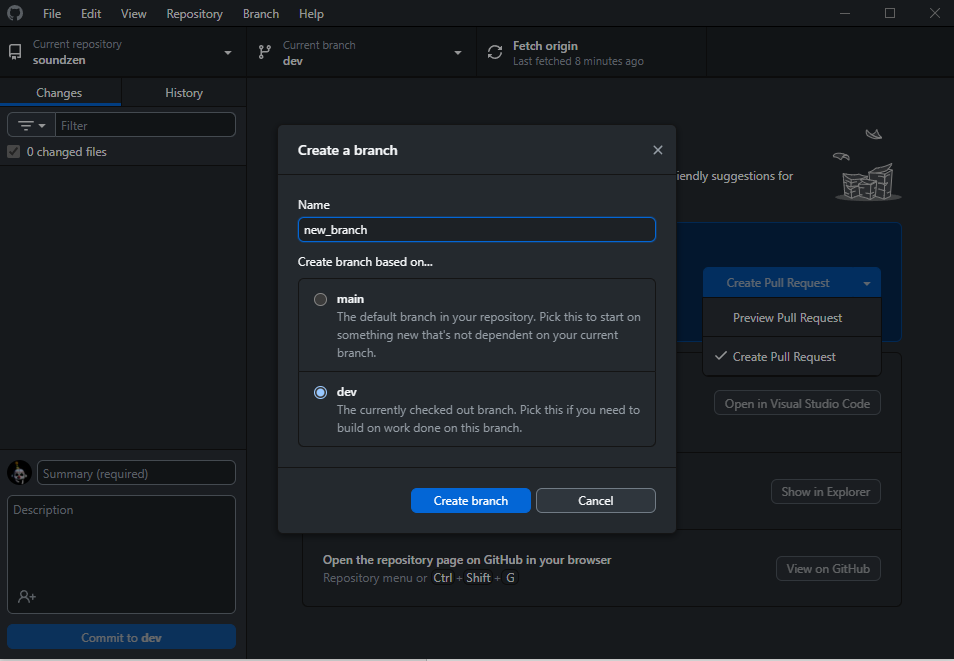 File Edit View Repository Branch Help
Current repository
soundzen
Current branch
dev
Fetch origin
Last fetched 8 minutes ago
Changes
History
Filter
0 changed files
Create a branch
Name
new_branch
Create branch based on...
main
The default branch in your repository. Pick this to start on
something new that's not dependent on your current
branch.
dev
The currently checked out branch. Pick this if you need to
build on work done on this branch.
Create branch
Cancel
suggestions for
Create Pull Request
Preview Pull Request
Create Pull Request
Open in Visual Studio Code
Show in Explorer
Open the repository page on GitHub in your browser
Repository menu or Ctrl + Shift + G
View on GitHub
Summary (required)
Description
Commit to dev